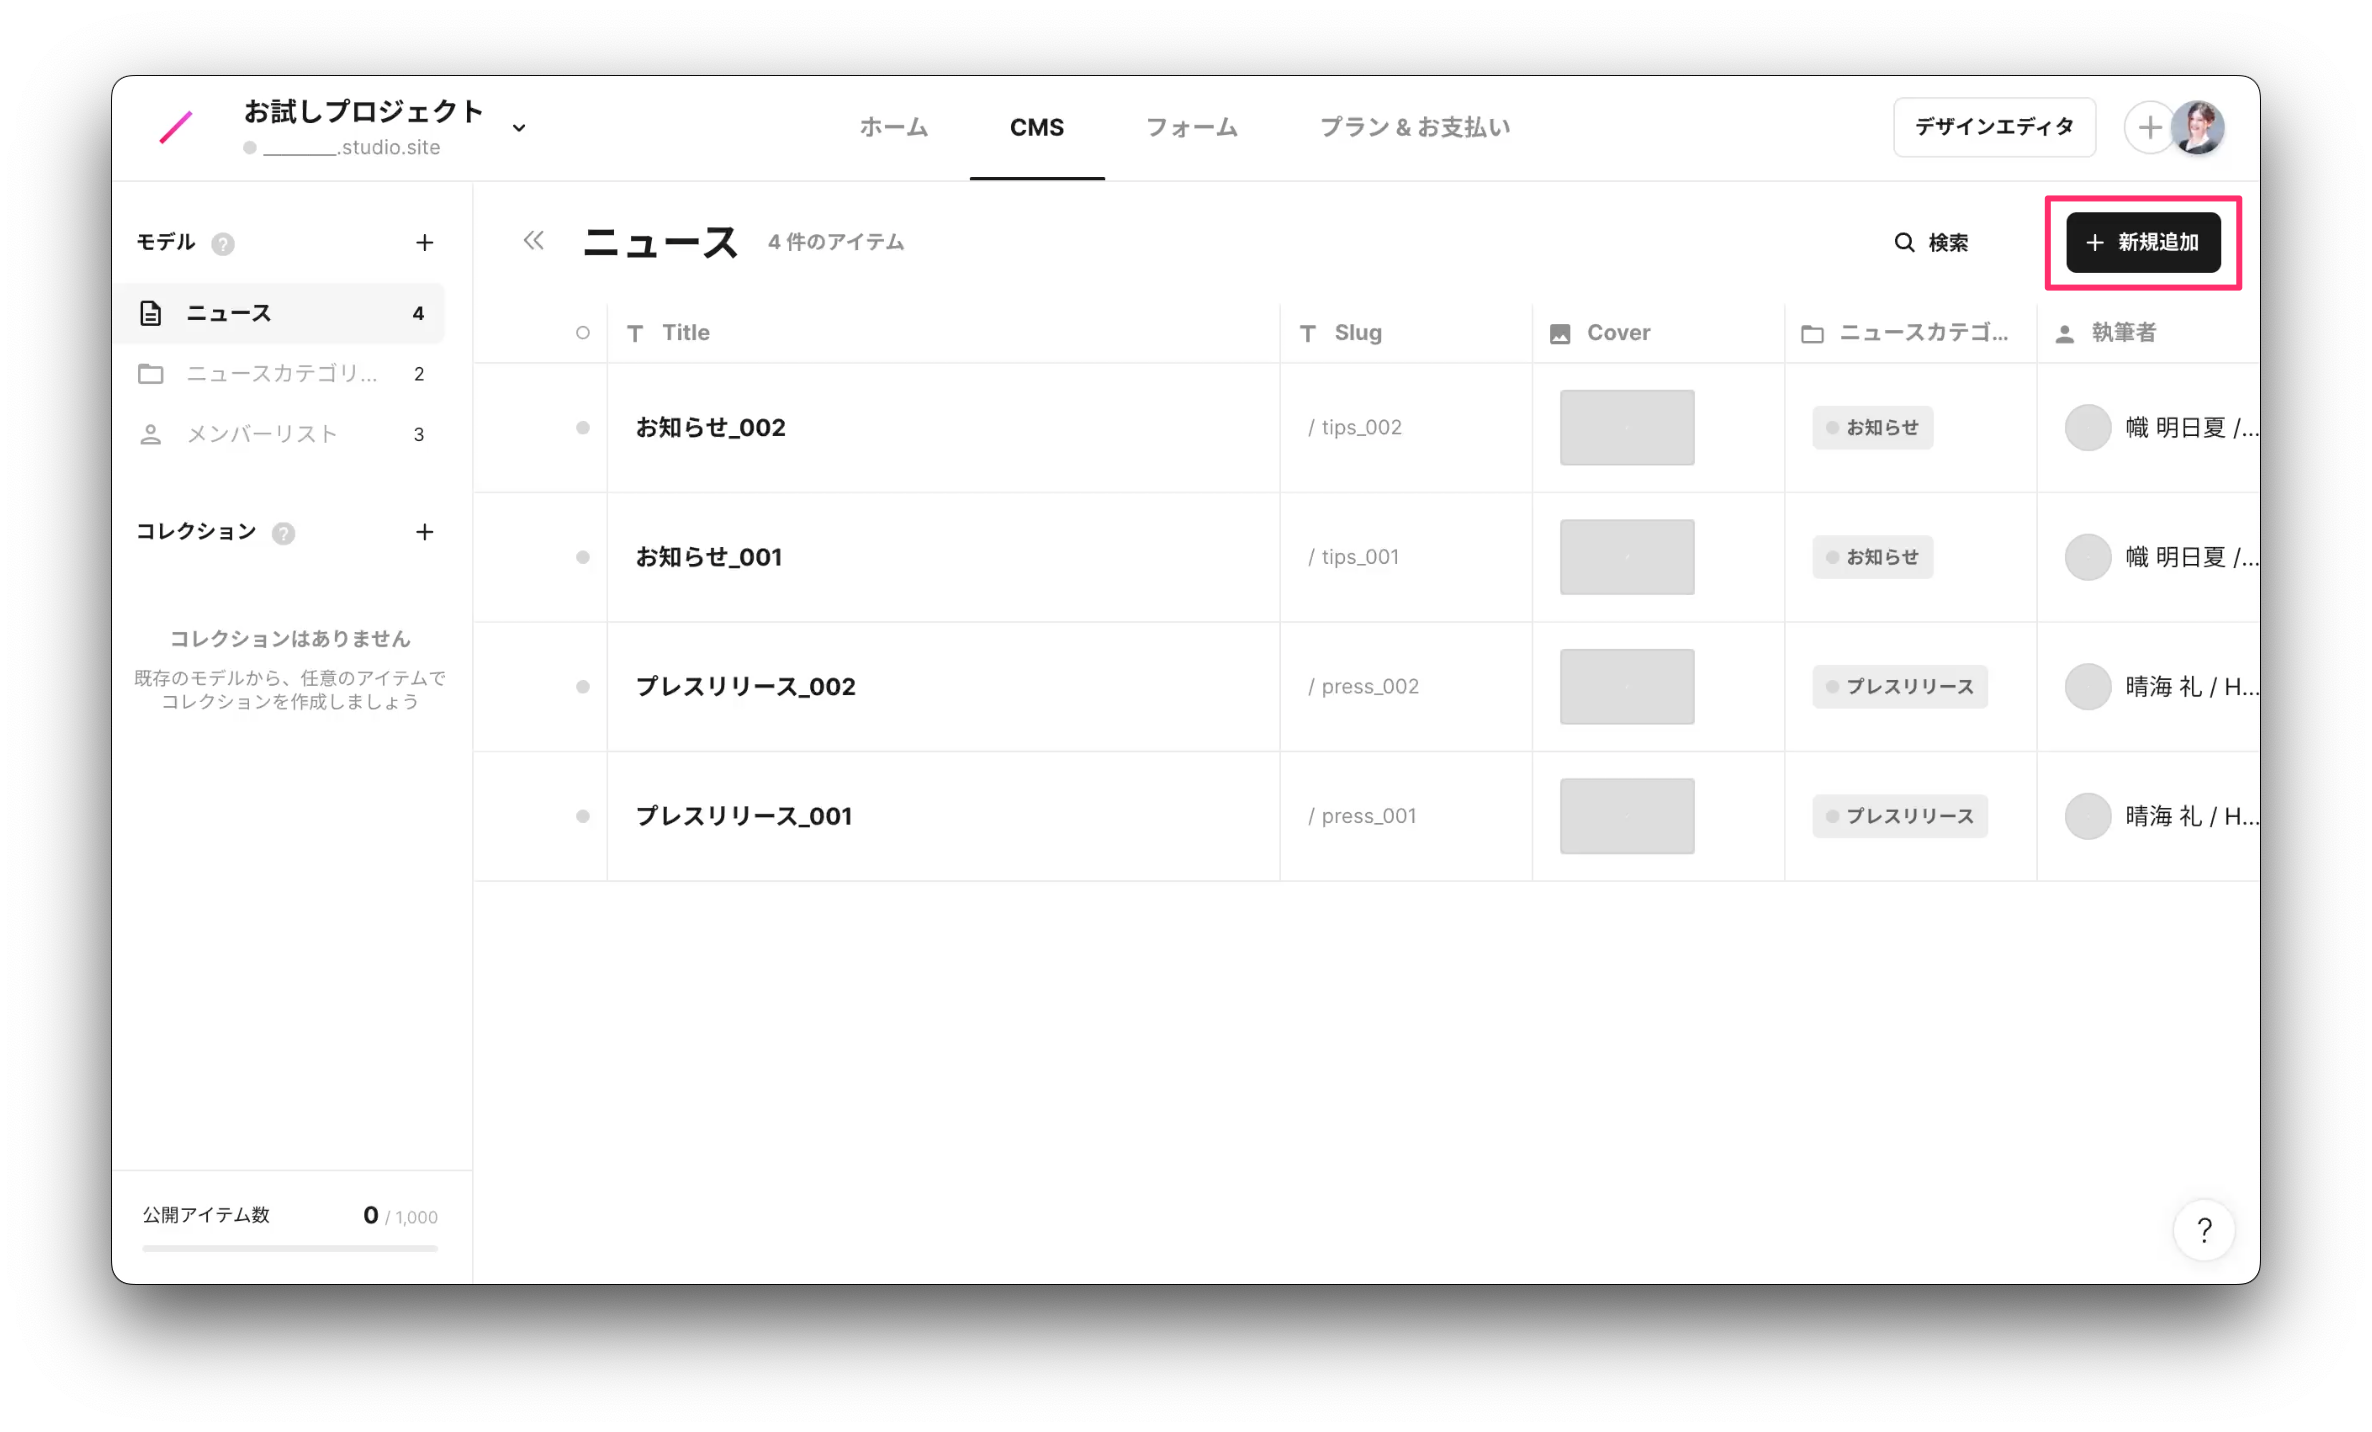 お試しプロジェクト
________.studio.site
ホーム
CMS
フォーム
プラン & お支払い
デザインエディタ
モデル ?
ニュース 4
ニュースカテゴリ... 2
メンバーリスト 3
コレクション ?
コレクションはありません
既存のモデルから、任意のアイテムで
コレクションを作成しましょう
公開アイテム数 0 / 1,000
ニュース 4 件のアイテム
検索
+ 新規追加
Title Slug Cover ニュースカテゴ... 執筆者
お知らせ_002 / tips_002 お知らせ 幟 明日夏 /...
お知らせ_001 / tips_001 お知らせ 幟 明日夏 /...
プレスリリース_002 / press_002 プレスリリース 晴海 礼 / H...
プレスリリース_001 / press_001 プレスリリース 晴海 礼 / H...
?